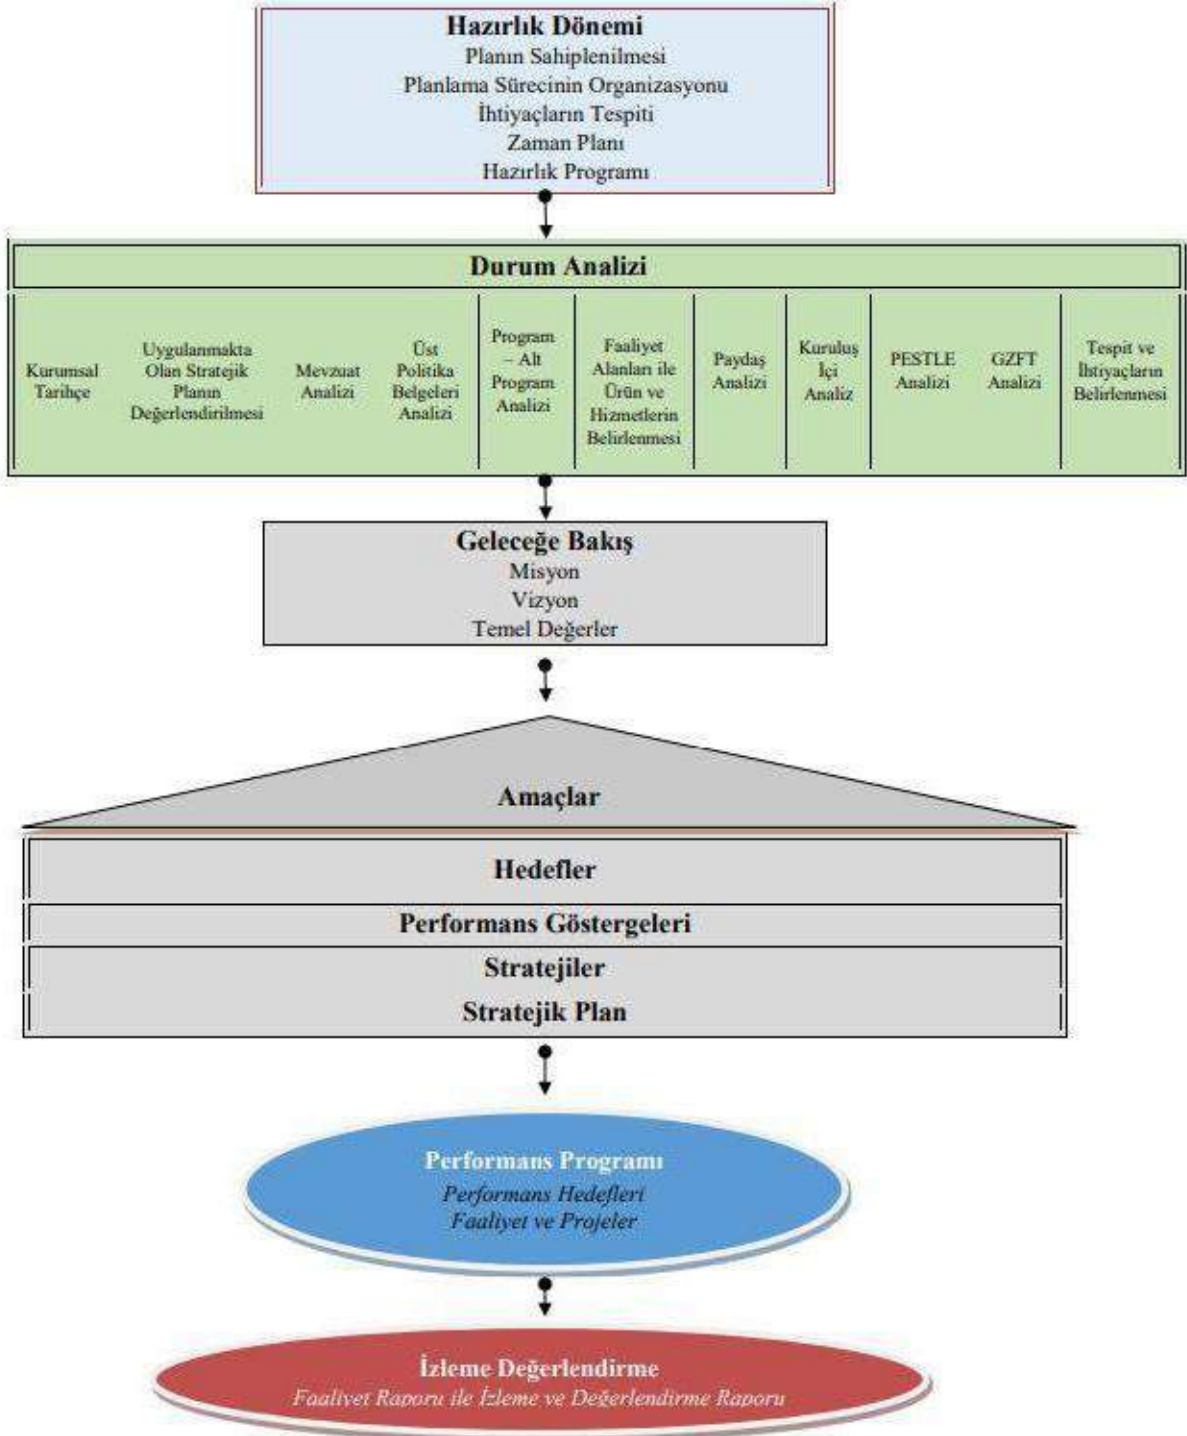 Hazırlık Dönemi
Planın Sahiplenilmesi
Planlama Sürecinin Organizasyonu
İhtiyaçların Tespiti
Zaman Planı
Hazırlık Programı
Durum Analizi
Kurumsal
Tarihçe
Uygulanmakta
Olan Stratejik
Planın
Değerlendirilmesi
Mevzuat
Analizi
Üst
Politika
Belgeleri
Analizi
Program
– Alt
Program
Analizi
Faaliyet
Alanları ile
Ürün ve
Hizmetlerin
Belirlenmesi
Paydaş
Analizi
Kuruluş
İçi
Analiz
PESTLE
Analizi
GZFT
Analizi
Tespit ve
İhtiyaçların
Belirlenmesi
Geleceğe Bakış
Misyon
Vizyon
Temel Değerler
Amaçlar
Hedefler
Performans Göstergeleri
Stratejiler
Stratejik Plan
Performans Programı
Performans Hedefleri
Faaliyet ve Projeler
İzleme Değerlendirme
Faaliyet Raporu ile İzleme ve Değerlendirme Raporu